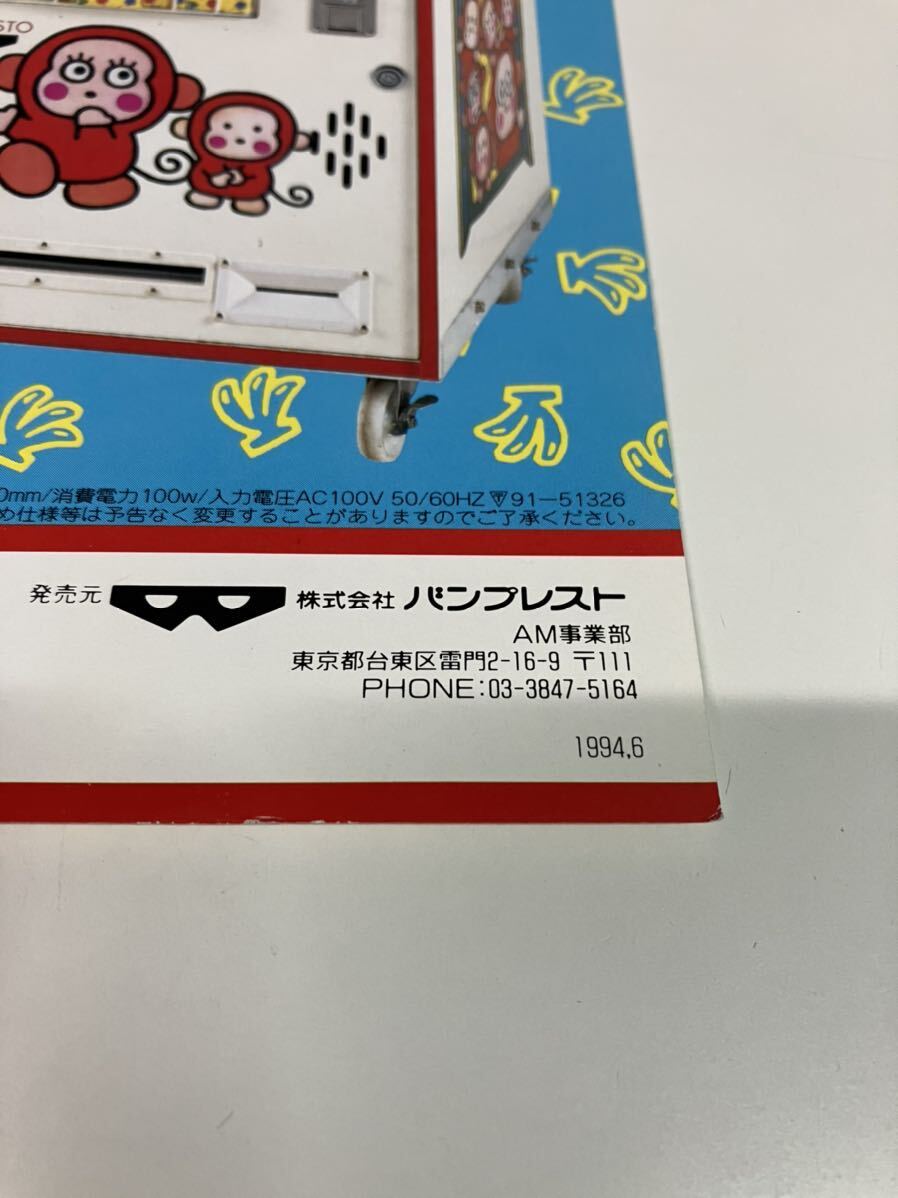 STO
0mm/消費電力100w/入力電圧AC100V 50/60HZ 91-51326
め仕様等は予告なく変更することがありますのでご了承ください。
発売元 株式会社 バンプレスト
AM事業部
東京都台東区雷門2-16-9 〒111
PHONE:03-3847-5164
1994,6